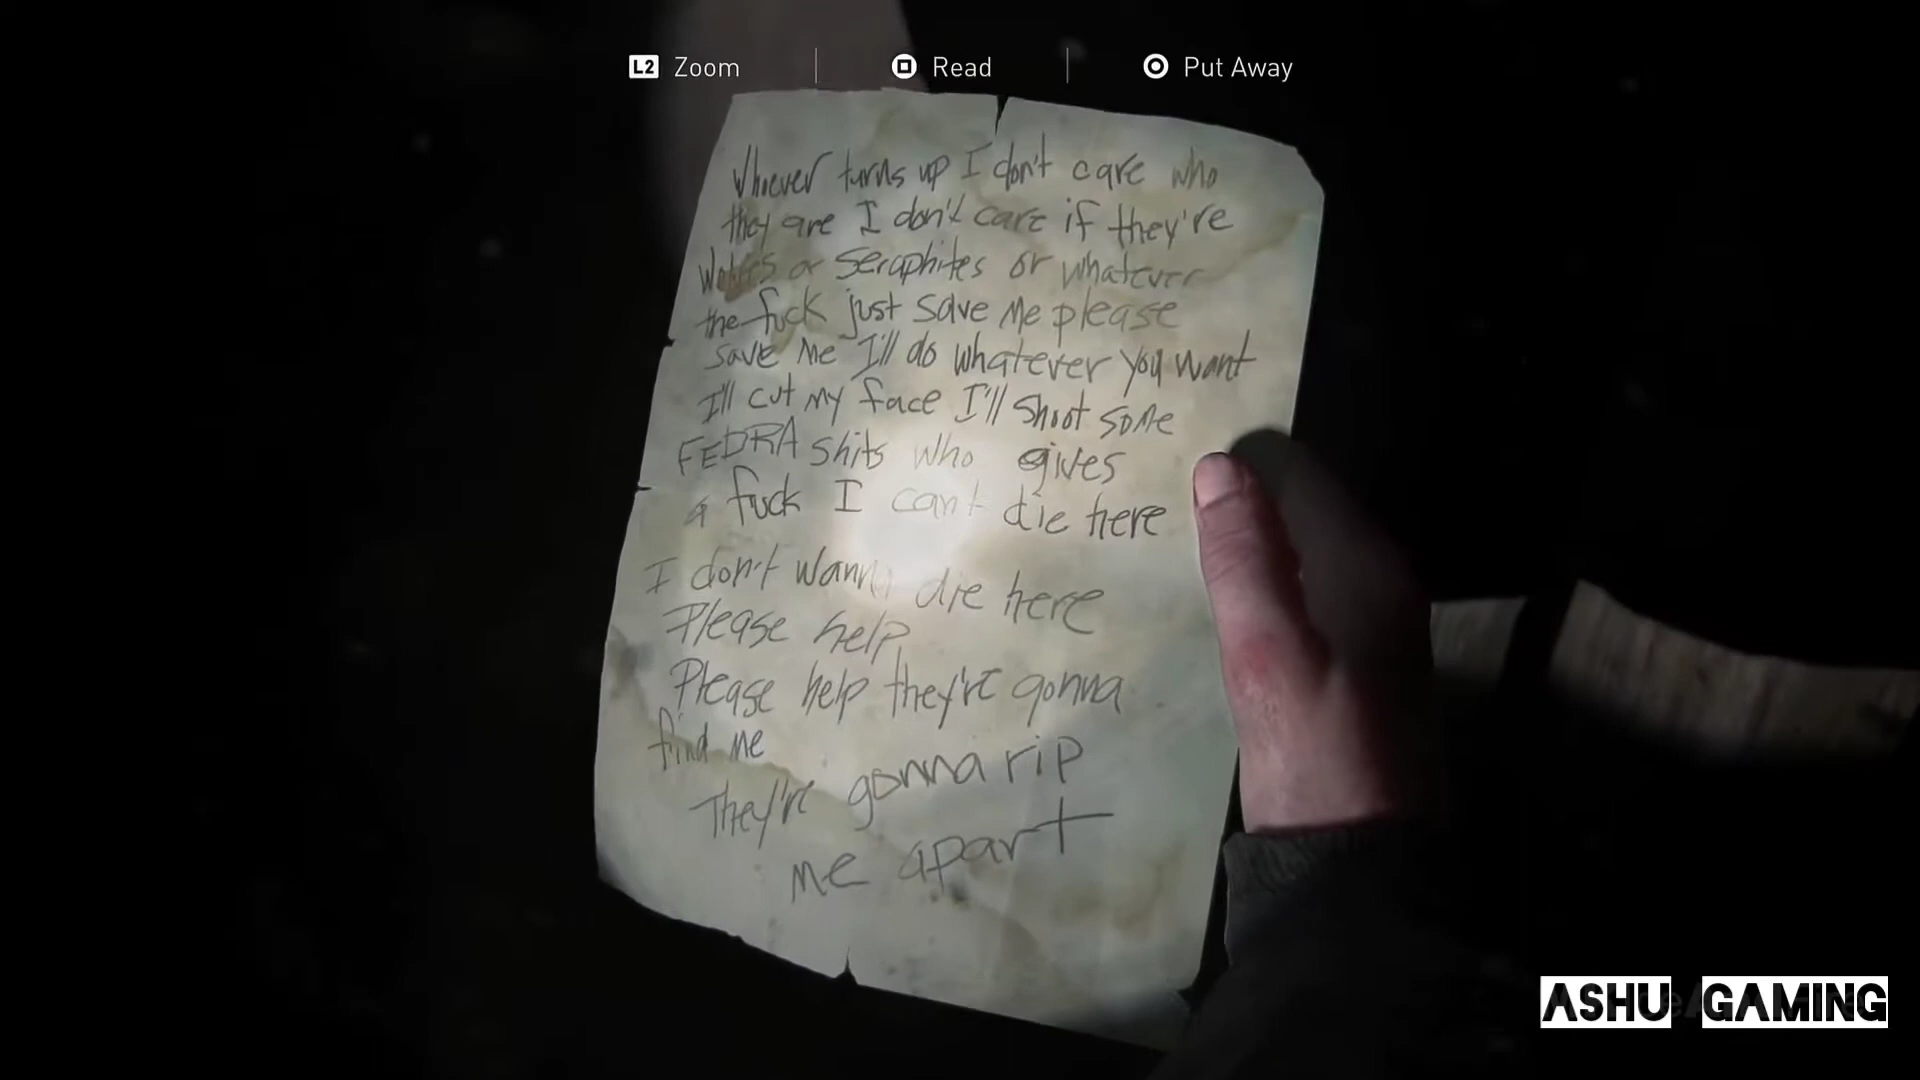 L2 Zoom | Read | Put Away
Whoever turns up I don't care who
they are I don't care if they're
Wolves or Seraphites or whatever
the fuck just save me please
save me I'll do whatever you want
I'll cut my face I'll shoot some
FEDRA shits who gives
a fuck I can't die here
I don't wanna die here
Please help
Please help they're gonna
find me
They're gonna rip
me apart
ASHU GAMING